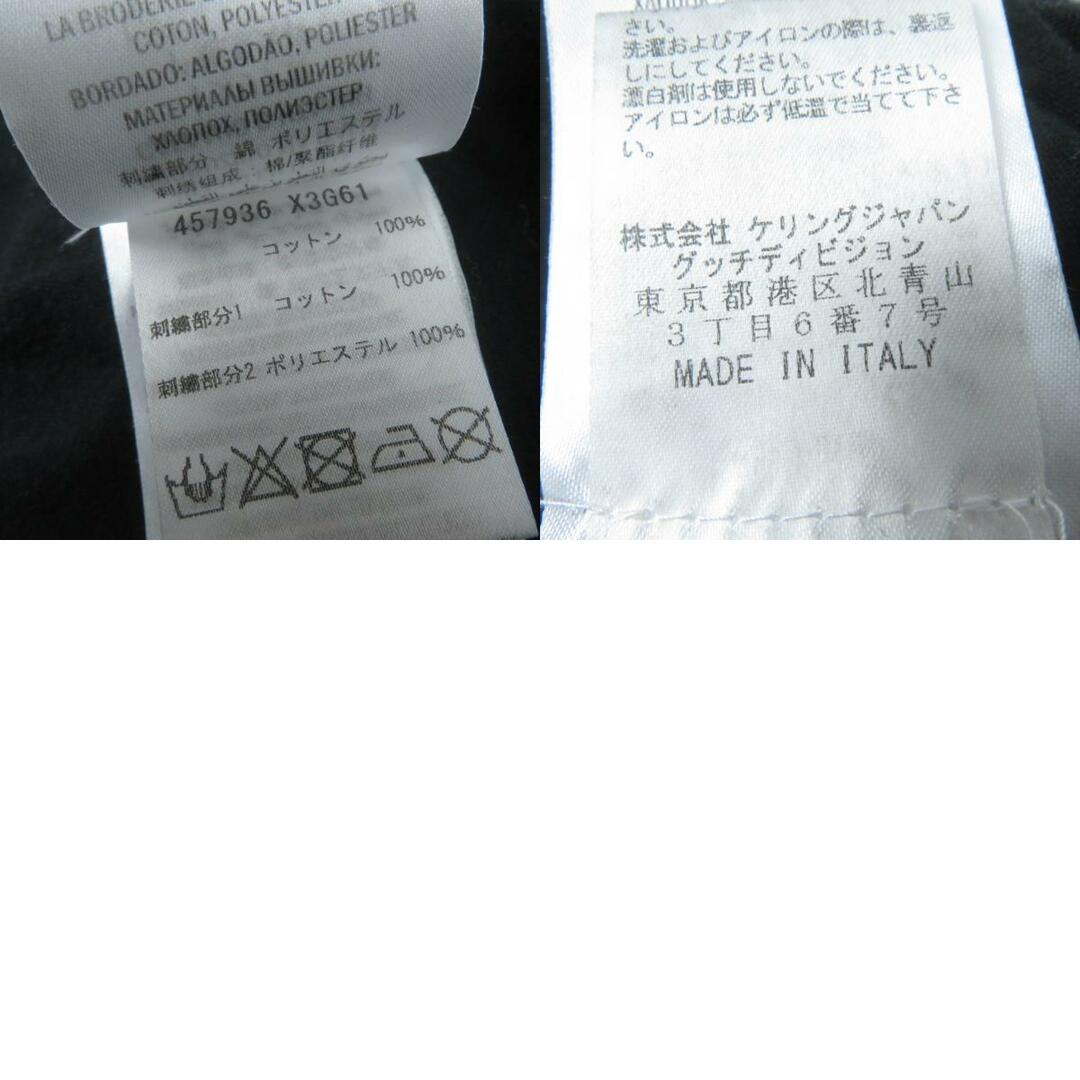 LA BRODERIE
COTON, POLYESTER
BORDADO: ALGODÃO, POLIESTER
МАТЕРИАЛЫ ВЫШИВКИ:
ХЛОПОХ, ПОЛИЭСТЕР
刺繍部分 綿 ポリエステル
刺绣组成：棉/聚酯纤维
457936 X3G61
コットン 100%
刺繍部分1 コットン 100%
刺繍部分2 ポリエステル 100%
さい。
洗濯およびアイロンの際は、裏返
しにしてください。
漂白剤は使用しないでください。
アイロンは必ず低温で当てて下さ
い。
株式会社 ケリングジャパン
グッチディビジョン
東京都港区北青山
3丁目6番7号
MADE IN ITALY